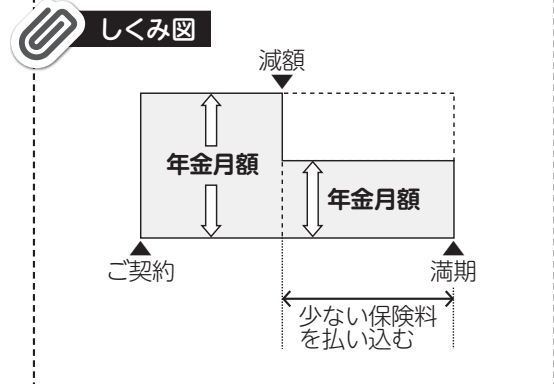 しくみ図
減額
年金月額
年金月額
ご契約
満期
少ない保険料
を払い込む